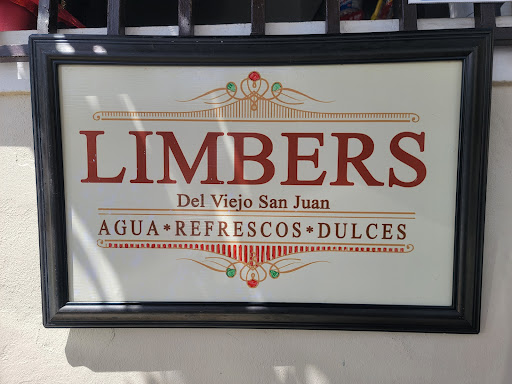 LIMBERS
Del Viejo San Juan
AGUA*REFRESCOS*DULCES